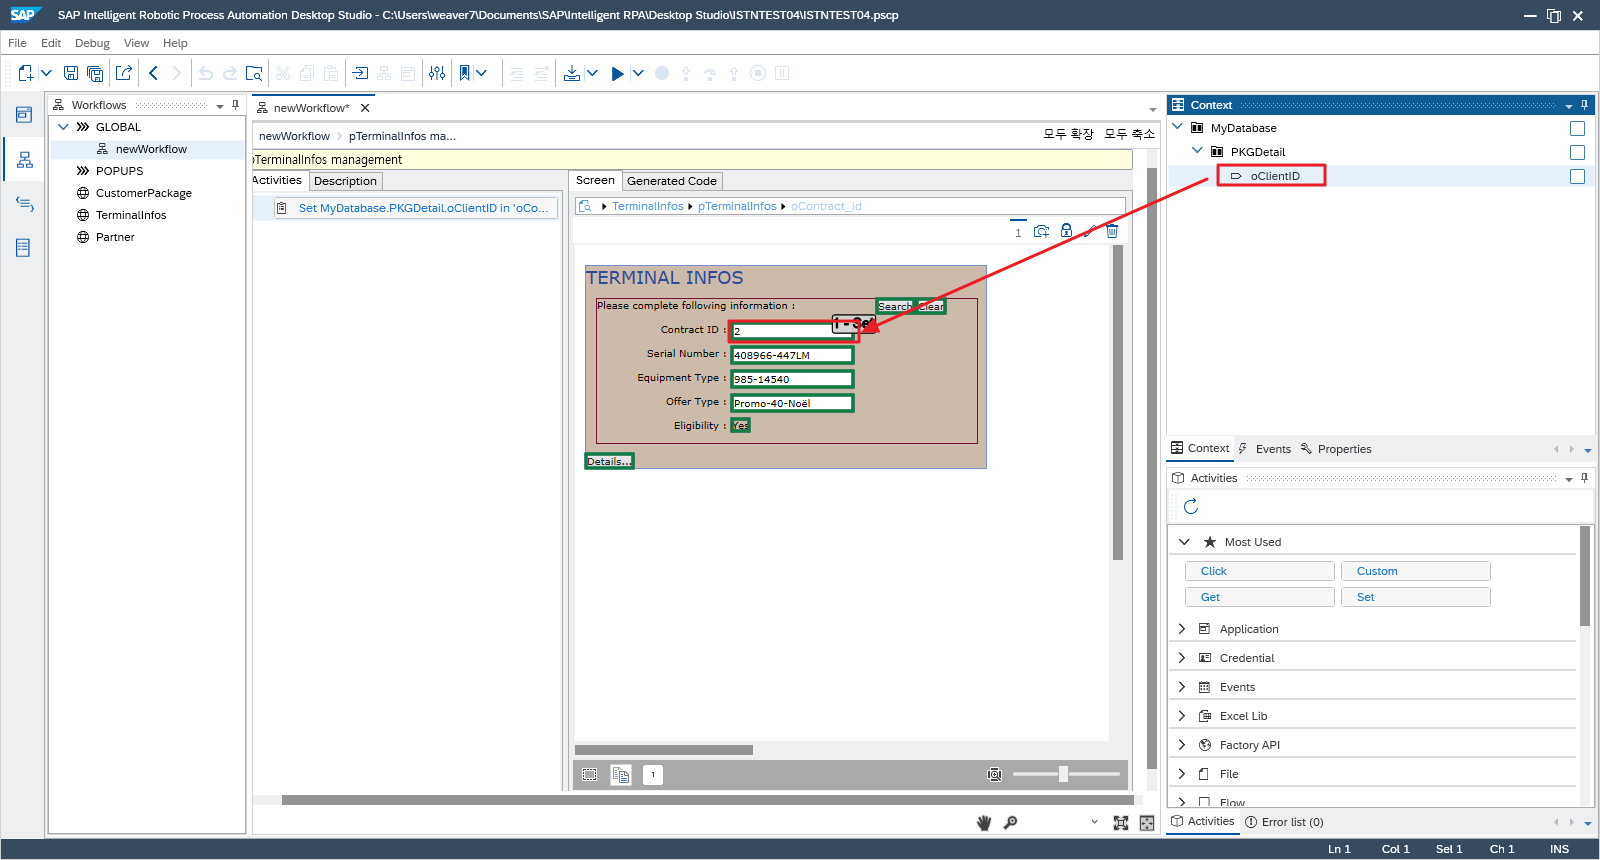 SAP SAP Intelligent Robotic Process Automation Desktop Studio - C:\Users\weaver7\Documents\SAP\Intelligent RPA\Desktop Studio\ISTNTEST04\ISTNTEST04.pscp
File Edit Debug View Help
Workflows
GLOBAL
newWorkflow
POPUPS
CustomerPackage
TerminalInfos
Partner
newWorkflow*
newWorkflow > pTerminalInfos ma...
모두 확장 모두 축소
pTerminalInfos management
Activities Description
Set MyDatabase.PKGDetail.oClientID in 'oCo...
Screen Generated Code
TerminalInfos pTerminalInfos oContract_id
1
TERMINAL INFOS
Please complete following information :
Search Clear
1 - Set
Contract ID : 2
Serial Number : 408966-447LM
Equipment Type : 985-14540
Offer Type : Promo-40-Noël
Eligibility : Yes
Details...
1
Context
MyDatabase
PKGDetail
oClientID
Context Events Properties
Activities
Most Used
Click Custom
Get Set
Application
Credential
Events
Excel Lib
Factory API
File
Flow
Activities Error list (0)
Ln 1 Col 1 Sel 1 Ch 1 INS